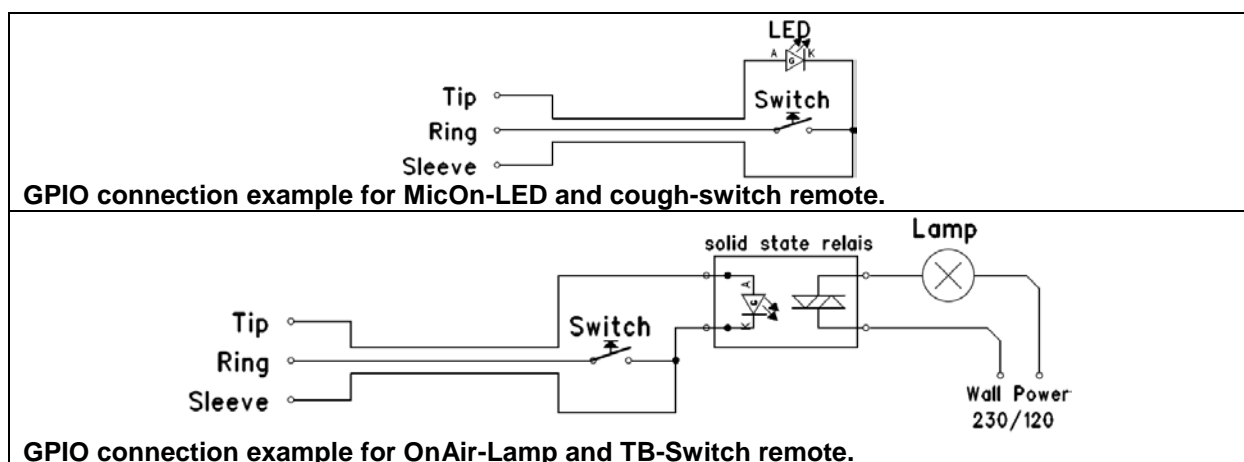 LED
A K
G
Tip
Switch
Ring
Sleeve
GPIO connection example for MicOn-LED and cough-switch remote.
Lamp
solid state relais
A
G
K
Tip
Switch
Ring
Sleeve
Wall Power
230/120
GPIO connection example for OnAir-Lamp and TB-Switch remote.